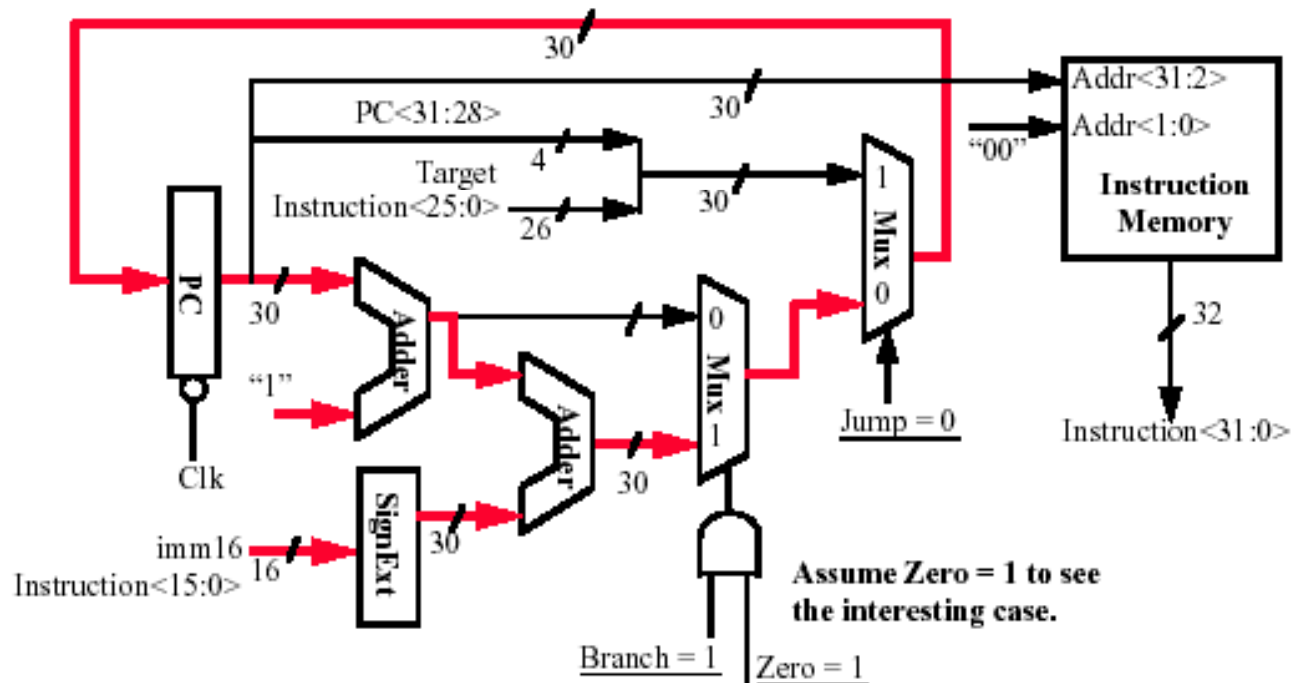 30
30
Addr<31:2>
PC<31:28>
4
“00”
Addr<1:0>
Target
Instruction<25:0>
26
30
1
Mux
0
Instruction
Memory
PC
30
Adder
“1”
0
Mux
1
32
Jump = 0
Instruction<31:0>
Clk
Adder
30
SignExt
30
imm16
16
Instruction<15:0>
Assume Zero = 1 to see
the interesting case.
Branch = 1
Zero = 1